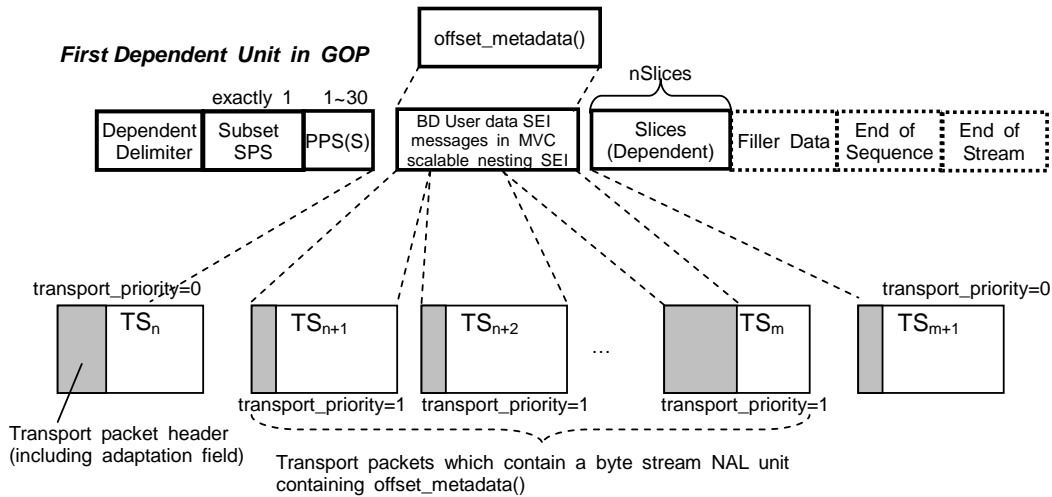 offset_metadata()
First Dependent Unit in GOP
nSlices
exactly 1
1~30
Dependent
Delimiter
Subset
SPS
PPS(S)
BD User data SEI
messages in MVC
scalable nesting SEI
Slices
(Dependent)
Filler Data
End of
Sequence
End of
Stream
transport_priority=0
transport_priority=0
TSn
TSn+1
TSn+2
...
TSm
TSm+1
transport_priority=1
transport_priority=1
transport_priority=1
Transport packet header
(including adaptation field)
Transport packets which contain a byte stream NAL unit
containing offset_metadata()